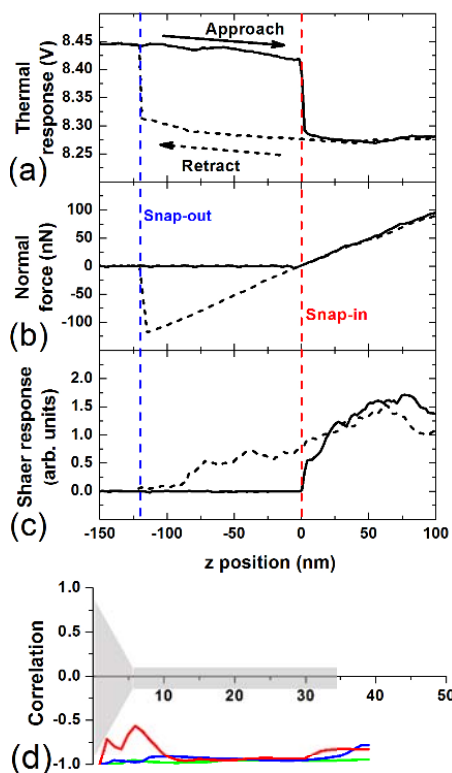 8.45
8.40
8.35
8.30
8.25
Thermal
response (V)
Approach
Retract
(a)
100
50
0
-50
-100
Normal
force (nN)
Snap-out
Snap-in
(b)
2.0
1.5
1.0
0.5
0.0
Shaer response
(arb. units)
(c)
-150 -100 -50 0 50 100
z position (nm)
1.0
0.5
0.0
-0.5
-1.0
Correlation
10 20 30 40 50
(d)